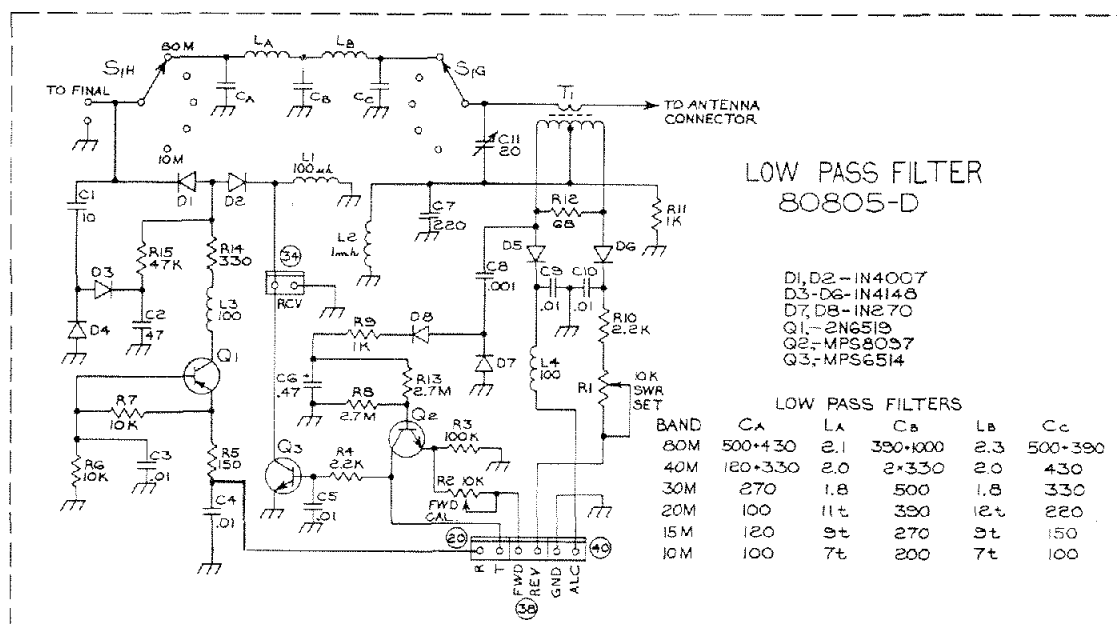 80M
LA
LB
S1H
S1G
TO FINAL
CA
CB
CC
T1
TO ANTENNA
CONNECTOR
C11
20
10M
L1
100µh
D1
D2
C1
10
LOW PASS FILTER
80805-D
R12
68
R11
1K
C7
220
L2
1mh
R15
47K
R14
330
34
RCV
D5
D6
C8
.001
C9
.01
C10
.01
D3
D4
C2
47
L3
100
R9
1K
D8
D7
R10
2.2K
D1,D2-1N4007
D3-D6-1N4148
D7,D8-1N270
Q1,-2N6519
Q2,-MPS8097
Q3,-MPS6514
Q1
C6
+
.47
R8
2.7M
R13
2.7M
L4
100
R1
10K
SWR
SET
R7
10K
Q2
R3
100K
R6
10K
C3
.01
R5
150
Q3
R4
2.2K
R2 10K
FWD
CAL.
C4
.01
C5
.01
20
40
R
T
FWD
REV
GND
ALC
38
LOW PASS FILTERS
BAND CA LA CB LB CC
80M 500+430 2.1 390+1000 2.3 500+390
40M 120+330 2.0 2×330 2.0 430
30M 270 1.8 500 1.8 330
20M 100 11t 390 12t 220
15M 120 9t 270 9t 150
10M 100 7t 200 7t 100